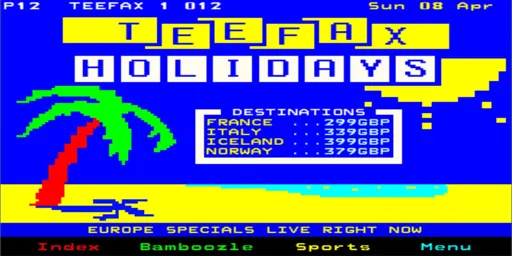 P12 TEEFAX 1 012 Sun 08 Apr
TEEFAX
HOLIDAYS
DESTINATIONS
FRANCE ...299GBP
ITALY ...339GBP
ICELAND ...399GBP
NORWAY ...379GBP
EUROPE SPECIALS LIVE RIGHT NOW
Index Bamboozle Sports Menu